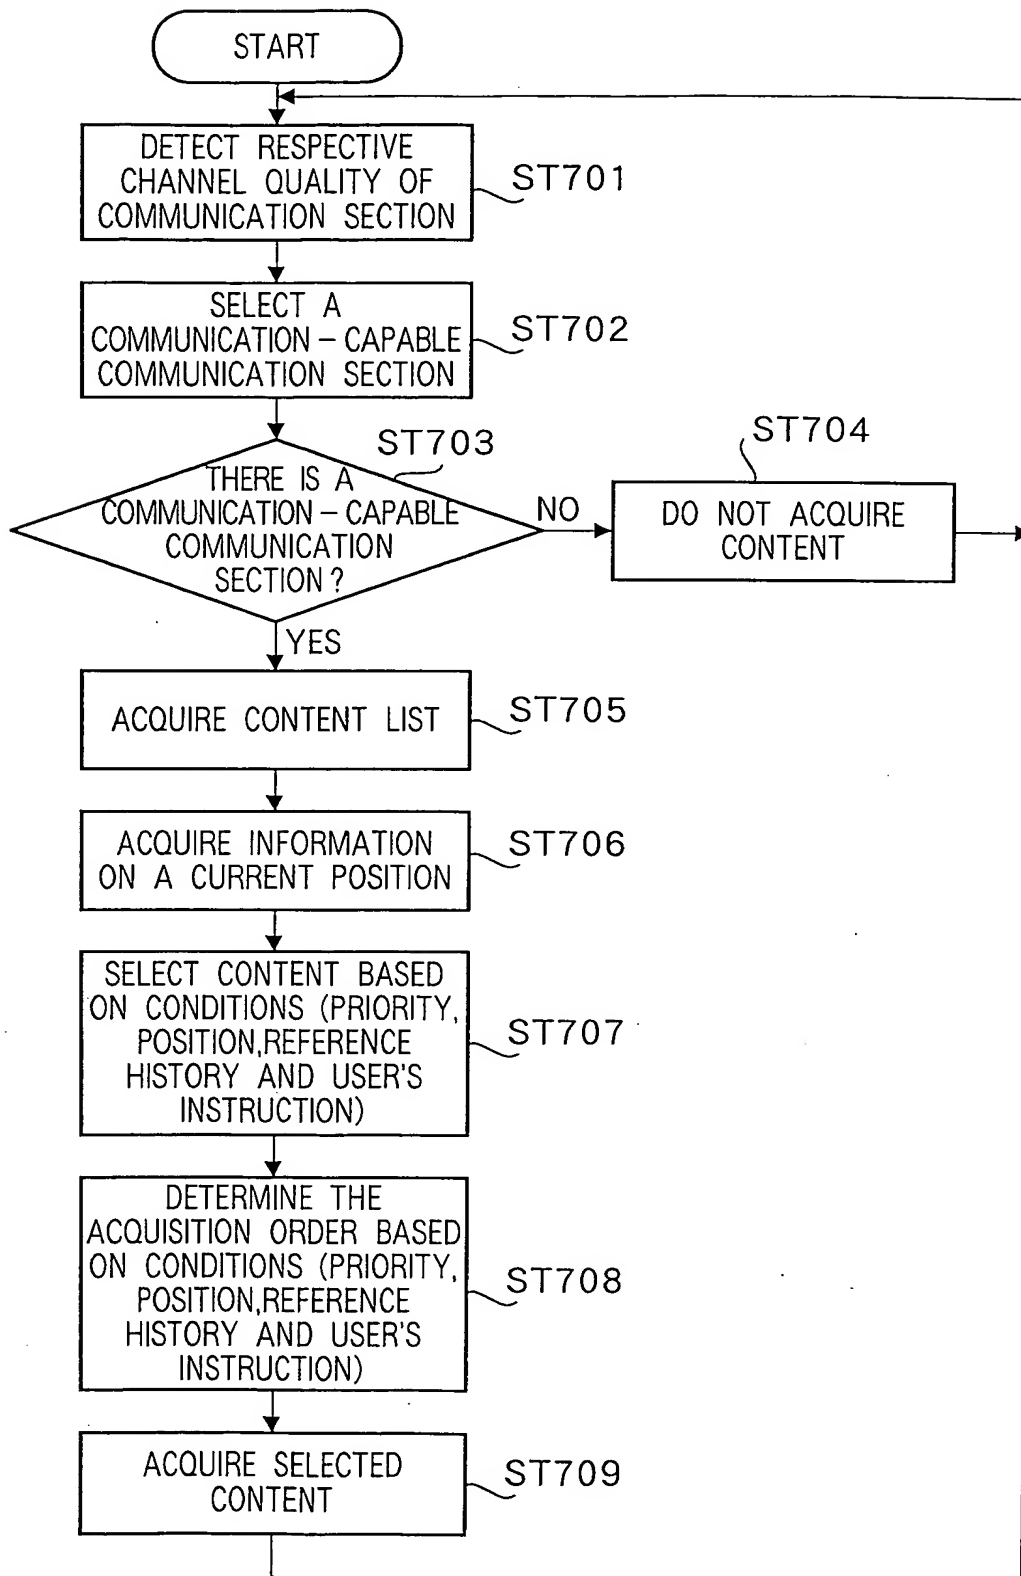 START
DETECT RESPECTIVE
CHANNEL QUALITY OF
COMMUNICATION SECTION
ST701
SELECT A
COMMUNICATION – CAPABLE
COMMUNICATION SECTION
ST702
ST703
THERE IS A
COMMUNICATION – CAPABLE
COMMUNICATION
SECTION?
NO
ST704
DO NOT ACQUIRE
CONTENT
YES
ACQUIRE CONTENT LIST
ST705
ACQUIRE INFORMATION
ON A CURRENT POSITION
ST706
SELECT CONTENT BASED
ON CONDITIONS (PRIORITY,
POSITION,REFERENCE
HISTORY AND USER'S
INSTRUCTION)
ST707
DETERMINE THE
ACQUISITION ORDER BASED
ON CONDITIONS (PRIORITY,
POSITION,REFERENCE
HISTORY AND USER'S
INSTRUCTION)
ST708
ACQUIRE SELECTED
CONTENT
ST709